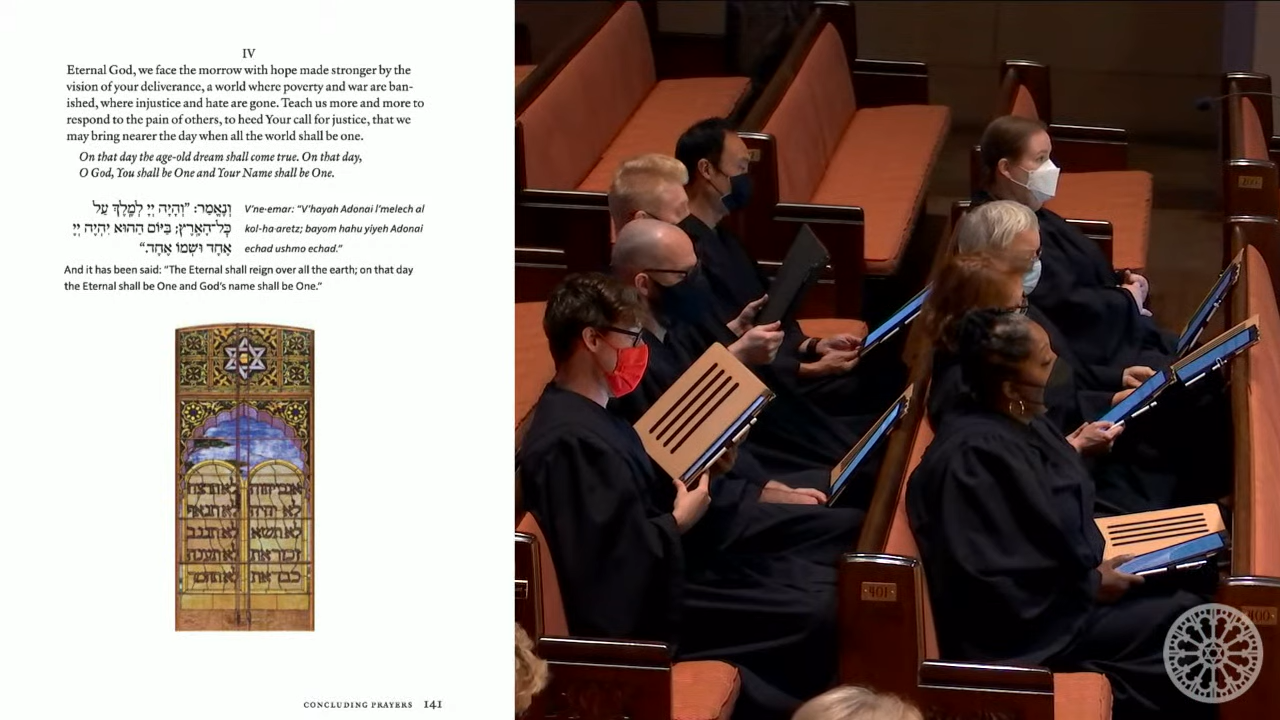 IV
Eternal God, we face the morrow with hope made stronger by the
vision of your deliverance, a world where poverty and war are ban-
ished, where injustice and hate are gone. Teach us more and more to
respond to the pain of others, to heed Your call for justice, that we
may bring nearer the day when all the world shall be one.
On that day the age-old dream shall come true. On that day,
O God, You shall be One and Your Name shall be One.
וְנֶאֱמַר: ”וְהָיָה יְיָ לְמֶֽלֶךְ עַל
כׇּל־הָאָֽרֶץ; בַּיּוֹם הַהוּא יִהְיֶה יְיָ
אֶחָד וּשְׁמוֹ אֶחָד.“
V'ne·emar: “V'hayah Adonai l'melech al
kol-ha·aretz; bayom hahu yiyeh Adonai
echad ushmo echad.”
And it has been said: “The Eternal shall reign over all the earth; on that day
the Eternal shall be One and God's name shall be One.”
CONCLUDING PRAYERS 141
401